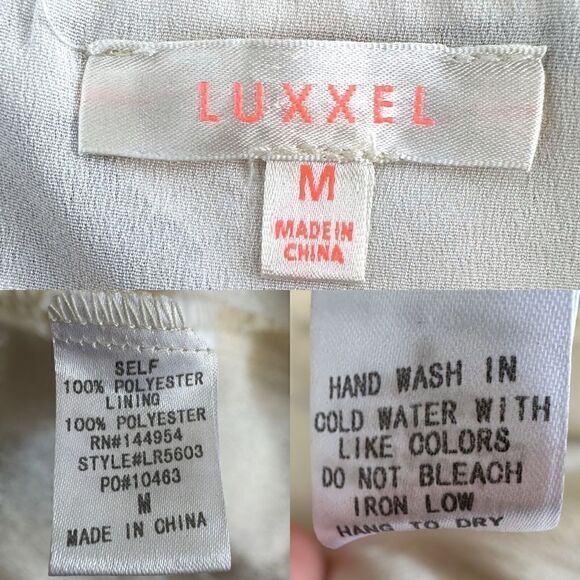 LUXXEL
M
MADE IN
CHINA
SELF
100% POLYESTER
LINING
100% POLYESTER
RN#144954
STYLE#LR5603
PO#10463
M
MADE IN CHINA
HAND WASH IN
COLD WATER WITH
LIKE COLORS
DO NOT BLEACH
IRON LOW
HANG TO DRY